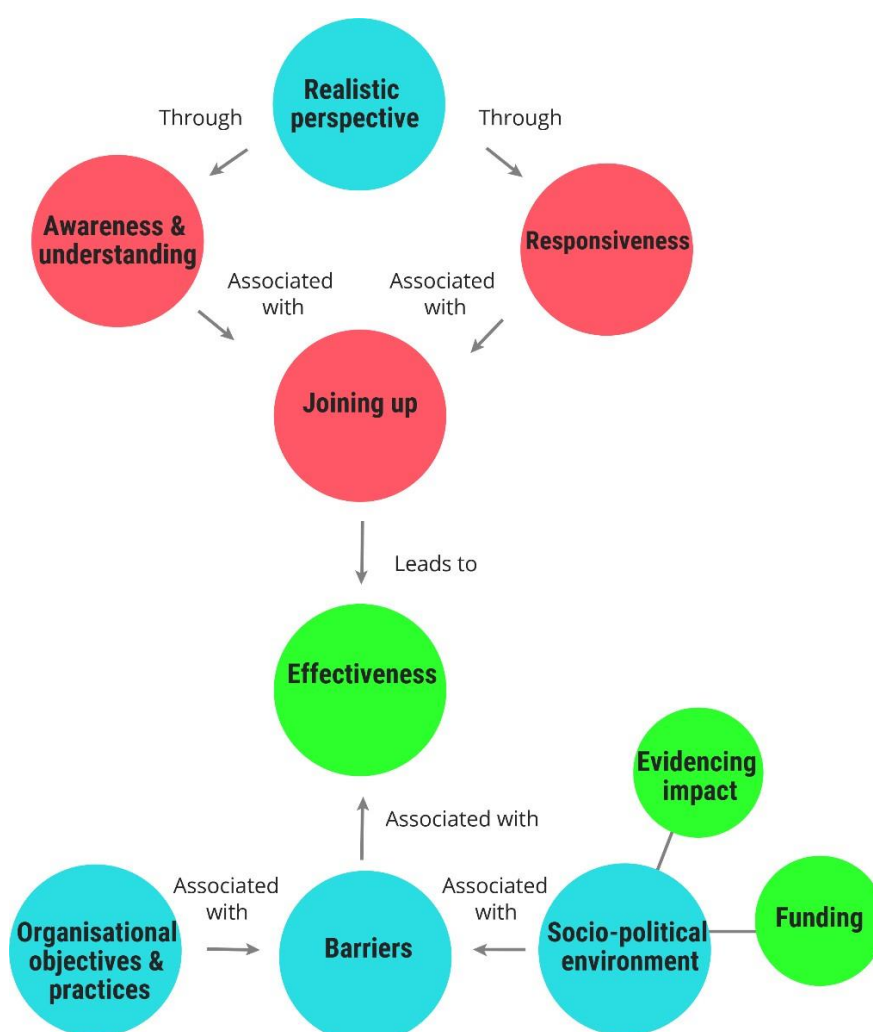 Realistic
perspective
Through
Through
Awareness &
understanding
Responsiveness
Associated
with
Associated
with
Joining up
Leads to
Effectiveness
Evidencing
impact
Associated with
Associated
with
Associated
with
Organisational
objectives &
practices
Barriers
Socio-political
environment
Funding